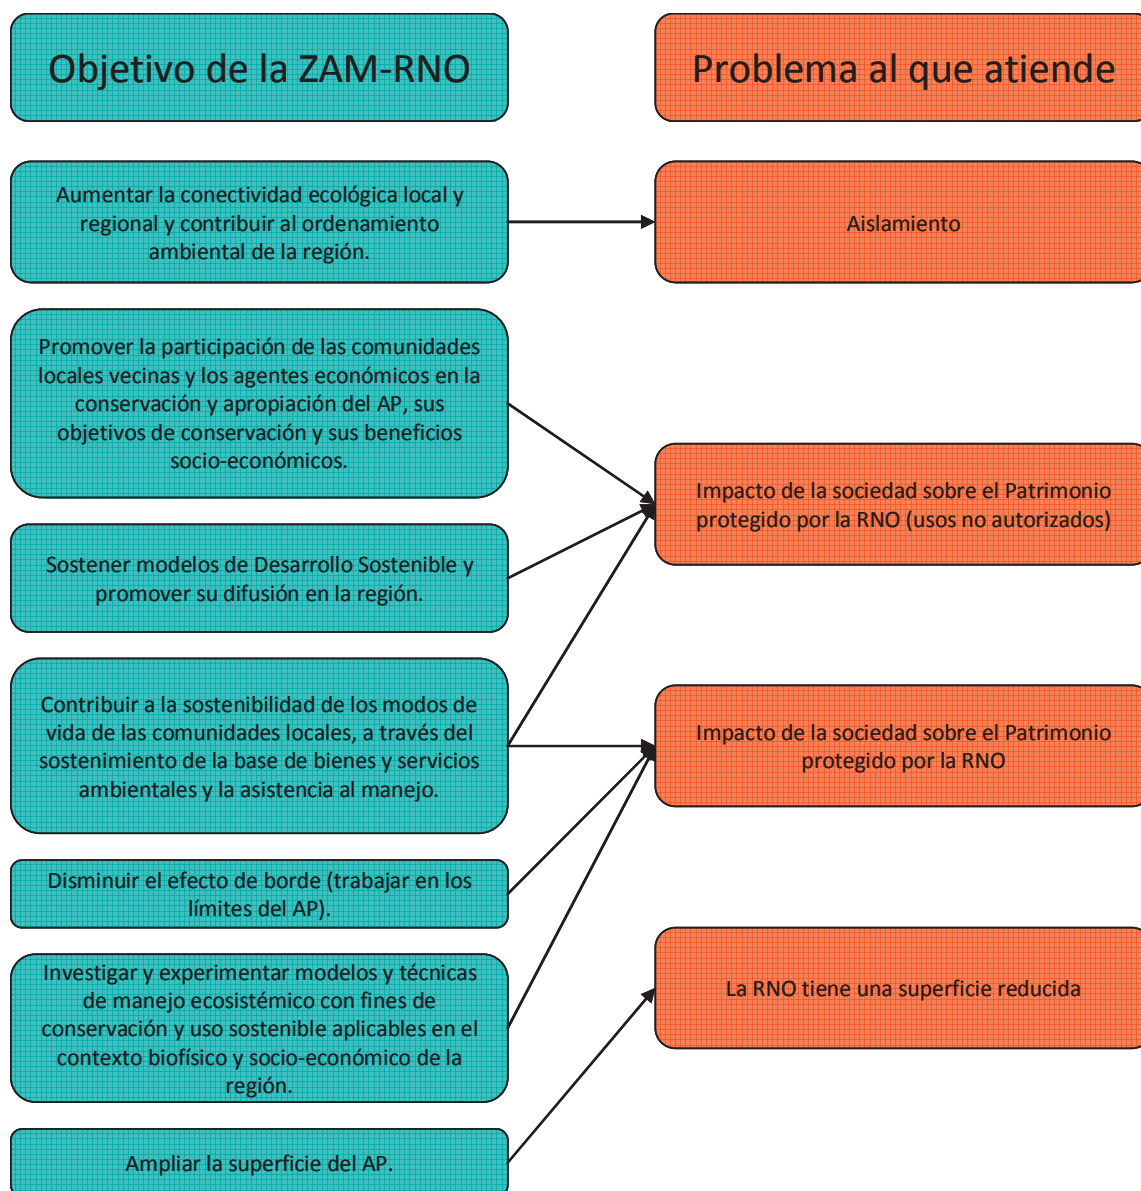 Objetivo de la ZAM-RNO
Problema al que atiende
Aumentar la conectividad ecológica local y
regional y contribuir al ordenamiento
ambiental de la región.
Aislamiento
Promover la participación de las comunidades
locales vecinas y los agentes económicos en la
conservación y apropiación del AP, sus
objetivos de conservación y sus beneficios
socio-económicos.
Impacto de la sociedad sobre el Patrimonio
protegido por la RNO (usos no autorizados)
Sostener modelos de Desarrollo Sostenible y
promover su difusión en la región.
Contribuir a la sostenibilidad de los modos de
vida de las comunidades locales, a través del
sostenimiento de la base de bienes y servicios
ambientales y la asistencia al manejo.
Impacto de la sociedad sobre el Patrimonio
protegido por la RNO
Disminuir el efecto de borde (trabajar en los
límites del AP).
Investigar y experimentar modelos y técnicas
de manejo ecosistémico con fines de
conservación y uso sostenible aplicables en el
contexto biofísico y socio-económico de la
región.
La RNO tiene una superficie reducida
Ampliar la superficie del AP.